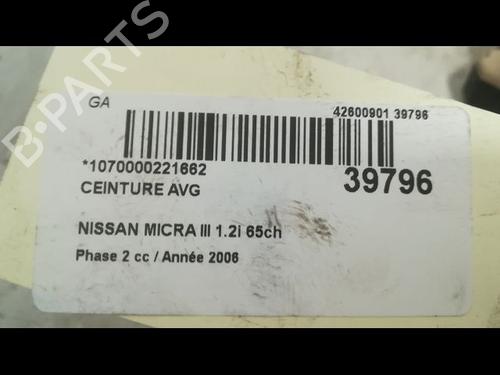 B-PARTS
GA
42600901 39796
*1070000221662
39796
CEINTURE AVG
NISSAN MICRA III 1.2i 65ch
Phase 2 cc / Année 2006